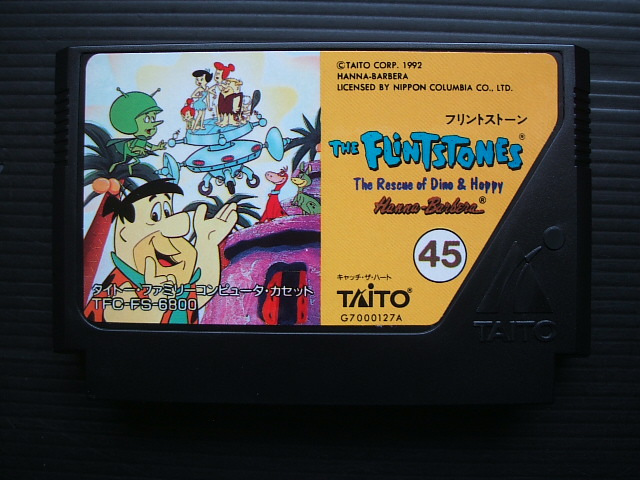 ©TAITO CORP. 1992
HANNA-BARBERA
LICENSED BY NIPPON COLUMBIA CO., LTD.
フリントストーン
THE FLINTSTONES®
The Rescue of Dino & Hoppy
Hanna-Barbera®
45
キャッチ・ザ・ハート
TAITO®
G7000127A
タイトー・ファミリーコンピュータ・カセット
TFC-FS-6800
TAITO